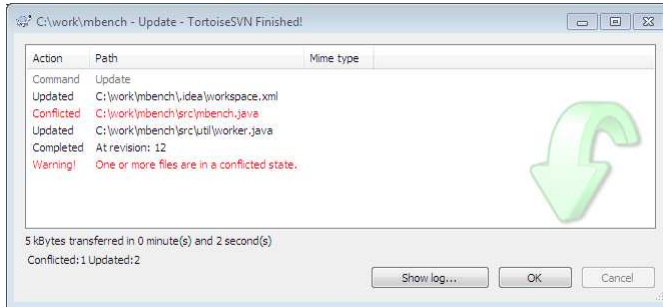 C:\work\mbench - Update - TortoiseSVN Finished!
Action Path Mime type
Command Update
Updated C:\work\mbench\.idea\workspace.xml
Conflicted C:\work\mbench\src\mbench.java
Updated C:\work\mbench\src\util\worker.java
Completed At revision: 12
Warning! One or more files are in a conflicted state.
5 kBytes transferred in 0 minute(s) and 2 second(s)
Conflicted:1 Updated:2
Show log... OK Cancel